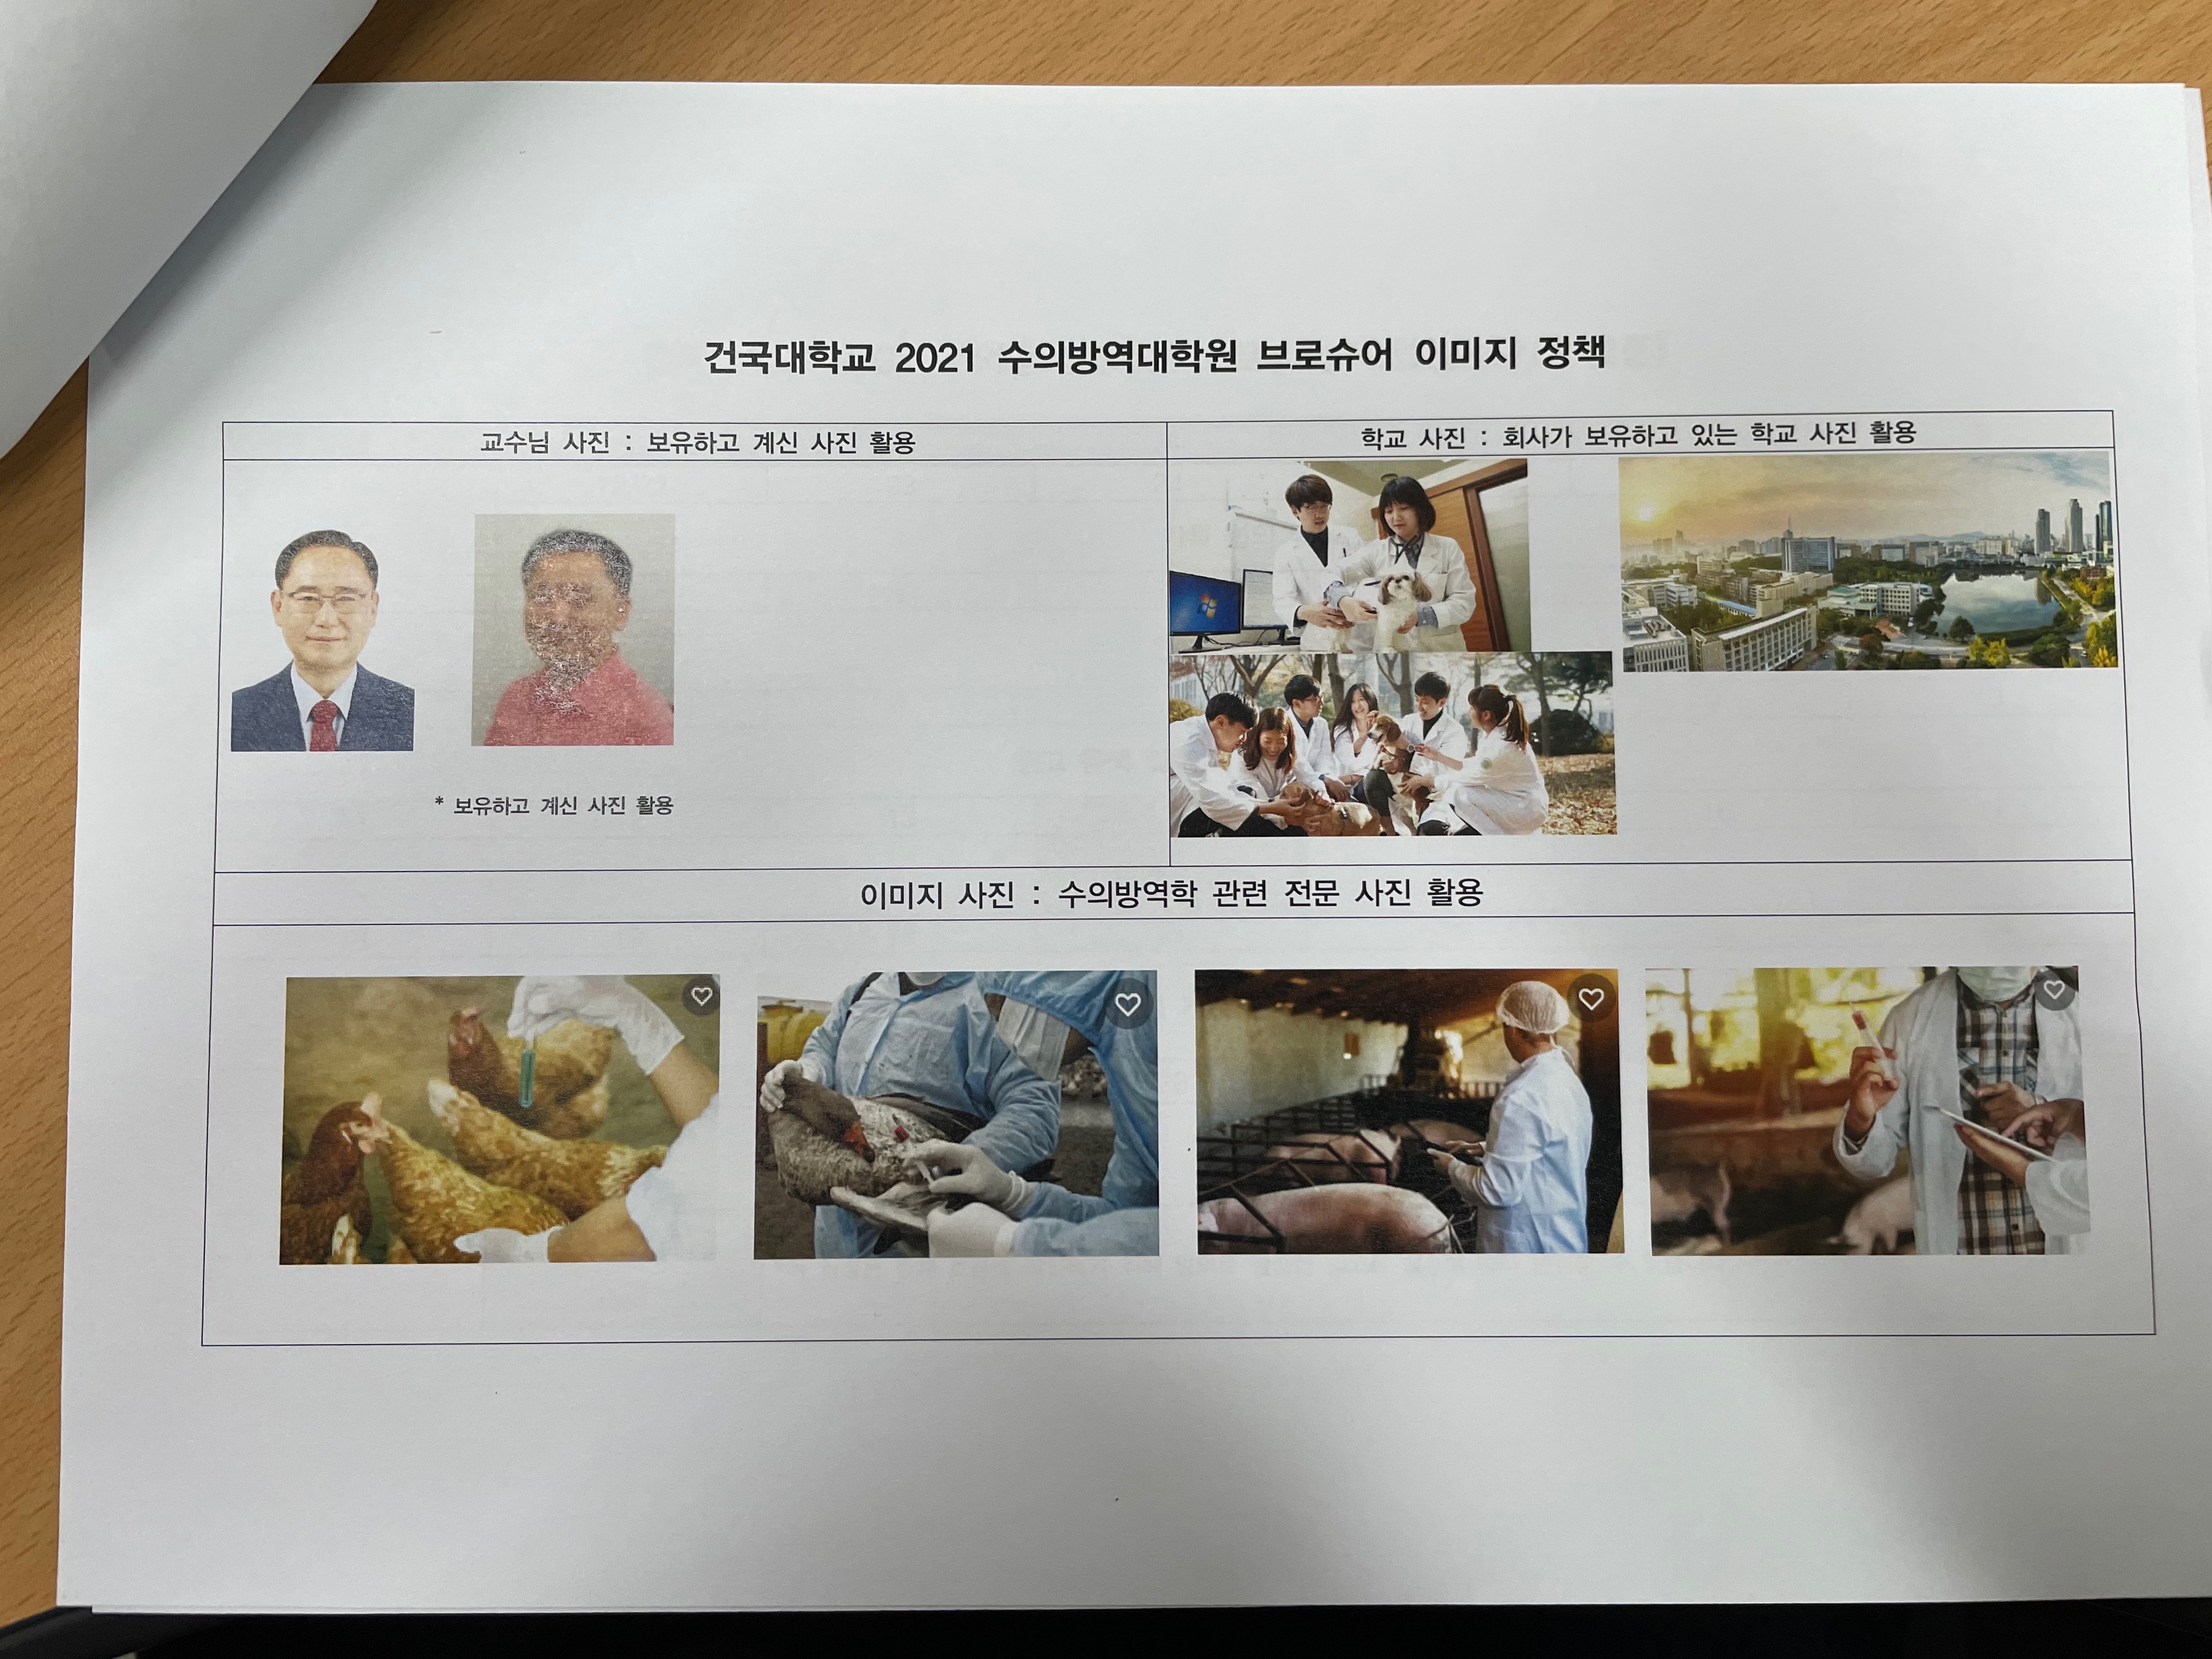 건국대학교 2021 수의방역대학원 브로슈어 이미지 정책
교수님 사진 : 보유하고 계신 사진 활용
학교 사진 : 회사가 보유하고 있는 학교 사진 활용
* 보유하고 계신 사진 활용
이미지 사진 : 수의방역학 관련 전문 사진 활용